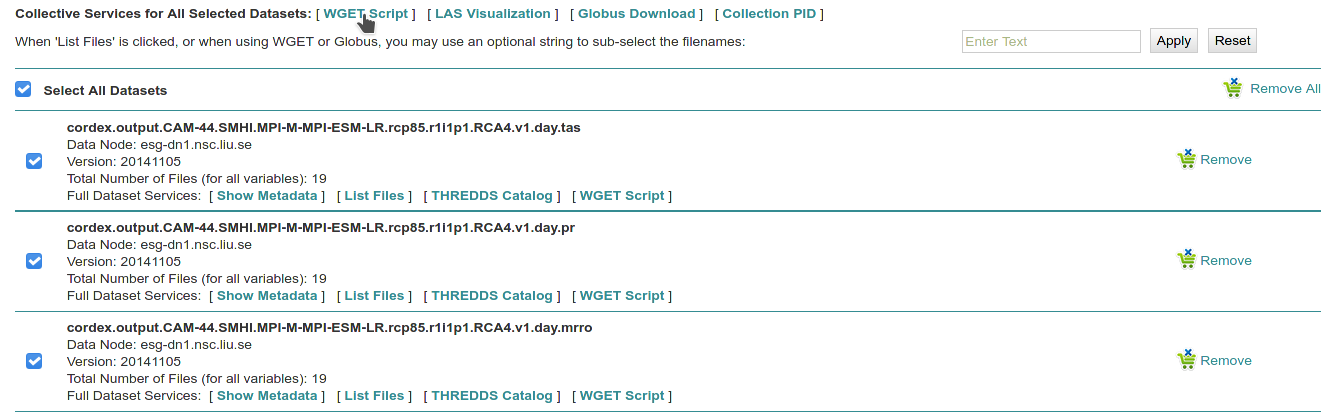 Collective Services for All Selected Datasets: [ WGET Script ] [ LAS Visualization ] [ Globus Download ] [ Collection PID ]
When 'List Files' is clicked, or when using WGET or Globus, you may use an optional string to sub-select the filenames: Enter Text Apply Reset
Select All Datasets Remove All
cordex.output.CAM-44.SMHI.MPI-M-MPI-ESM-LR.rcp85.r1i1p1.RCA4.v1.day.tas
Data Node: esg-dn1.nsc.liu.se
Version: 20141105 Remove
Total Number of Files (for all variables): 19
Full Dataset Services: [ Show Metadata ] [ List Files ] [ THREDDS Catalog ] [ WGET Script ]
cordex.output.CAM-44.SMHI.MPI-M-MPI-ESM-LR.rcp85.r1i1p1.RCA4.v1.day.pr
Data Node: esg-dn1.nsc.liu.se
Version: 20141105 Remove
Total Number of Files (for all variables): 19
Full Dataset Services: [ Show Metadata ] [ List Files ] [ THREDDS Catalog ] [ WGET Script ]
cordex.output.CAM-44.SMHI.MPI-M-MPI-ESM-LR.rcp85.r1i1p1.RCA4.v1.day.mrro
Data Node: esg-dn1.nsc.liu.se
Version: 20141105 Remove
Total Number of Files (for all variables): 19
Full Dataset Services: [ Show Metadata ] [ List Files ] [ THREDDS Catalog ] [ WGET Script ]